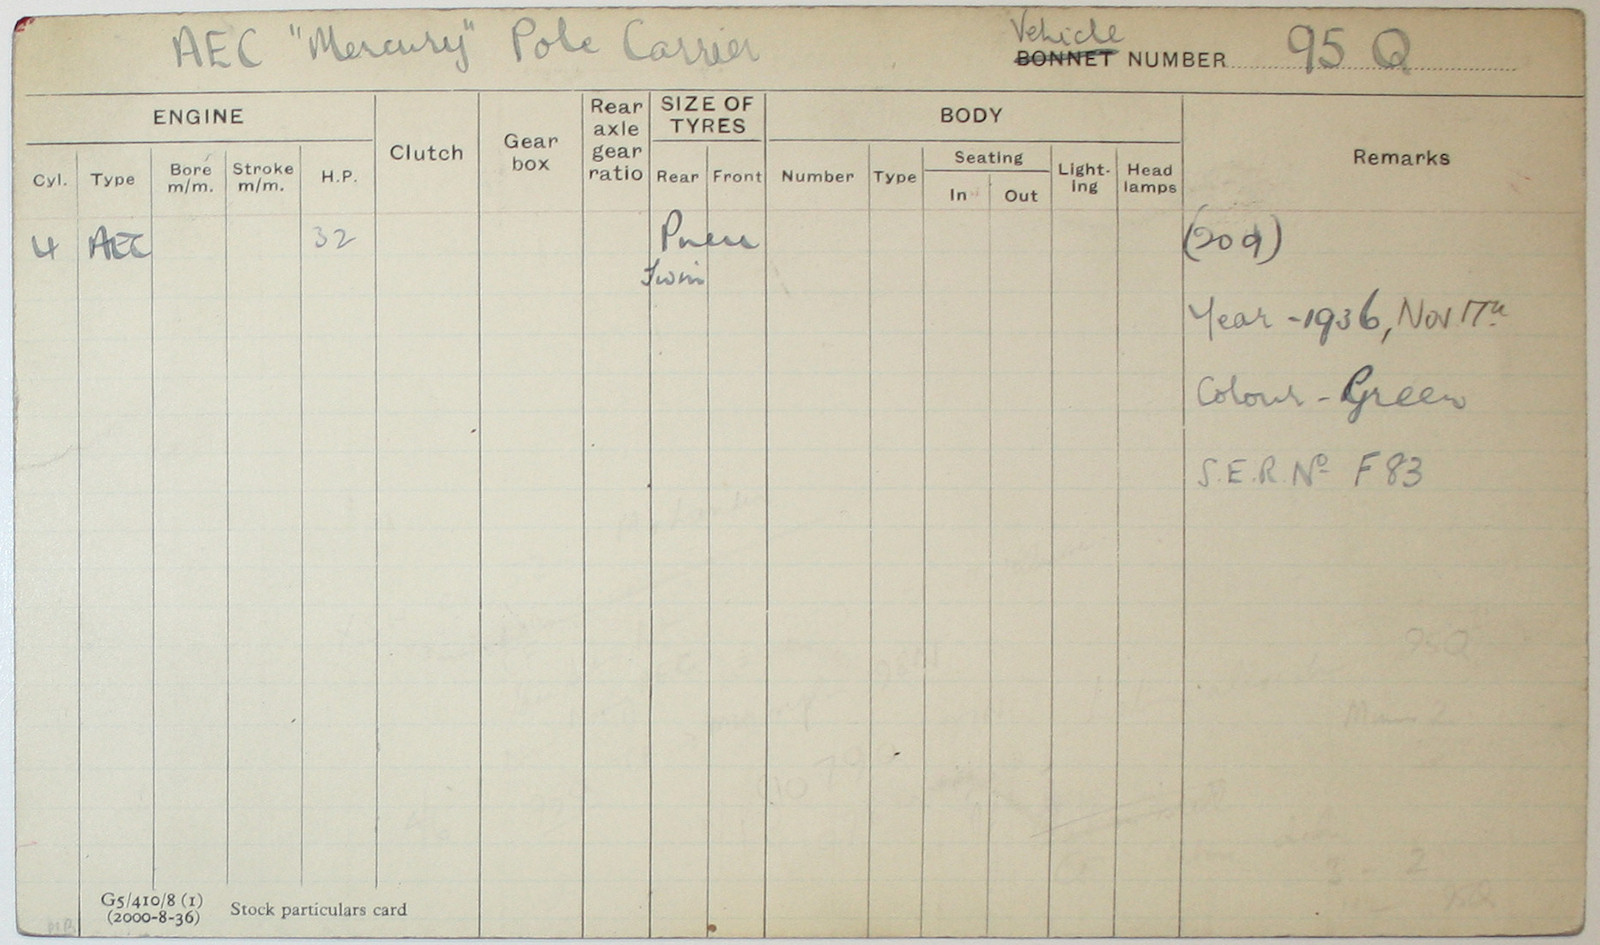 AEC "Mercury" Pole Carrier
Vehicle
BONNET NUMBER 95 Q
ENGINE
Clutch
Gear box
Rear axle gear ratio
SIZE OF TYRES
BODY
Remarks
Cyl. Type Bore m/m. Stroke m/m. H.P.
Rear Front
Number Type Seating Light-ing Head lamps
In Out
4 AEC 32 Pneu (20d)
Twin
Year - 1936, Nov 17th
Colour - Green
S.E.R. No F 83
95Q
G5/410/8 (1)
(2000-8-36) Stock particulars card